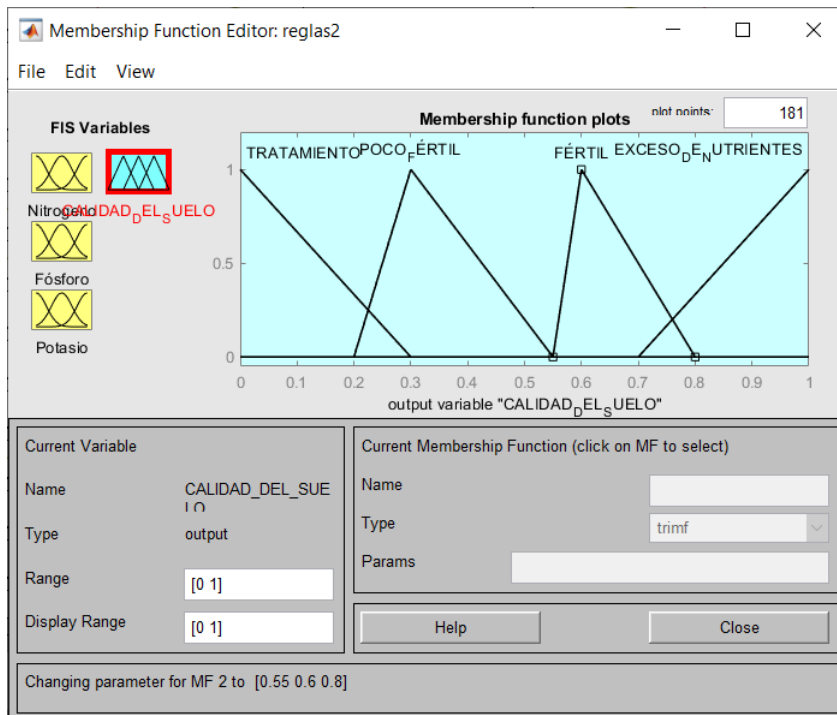 Membership Function Editor: reglas2
File Edit View
FIS Variables
Nitrogeno
CALIDAD_DEL_SUELO
Fósforo
Potasio
Membership function plots
plot points: 181
TRATAMIENTO POCO_FÉRTIL FÉRTIL EXCESO_DE_NUTRIENTES
1
0.5
0
0 0.1 0.2 0.3 0.4 0.5 0.6 0.7 0.8 0.9 1
output variable "CALIDAD_DEL_SUELO"
Current Variable
Name CALIDAD_DEL_SUE
LO
Type output
Range [0 1]
Display Range [0 1]
Current Membership Function (click on MF to select)
Name
Type trimf
Params
Help Close
Changing parameter for MF 2 to [0.55 0.6 0.8]